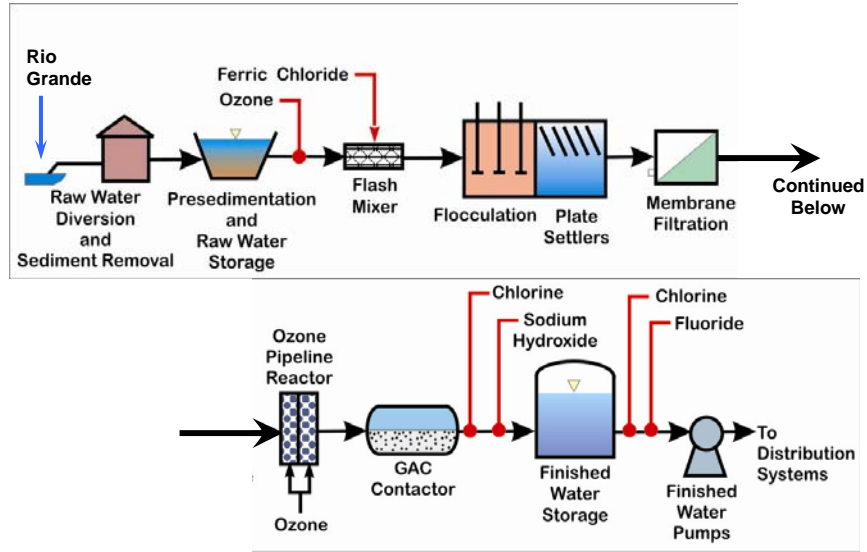 Rio
Grande
Ferric Chloride
Ozone
Raw Water
Diversion
and
Sediment Removal
Presedimentation
and
Raw Water
Storage
Flash
Mixer
Flocculation
Plate
Settlers
Membrane
Filtration
Continued
Below
Ozone
Pipeline
Reactor
Chlorine
Sodium
Hydroxide
Chlorine
Fluoride
Ozone
GAC
Contactor
Finished
Water
Storage
Finished
Water
Pumps
To
Distribution
Systems